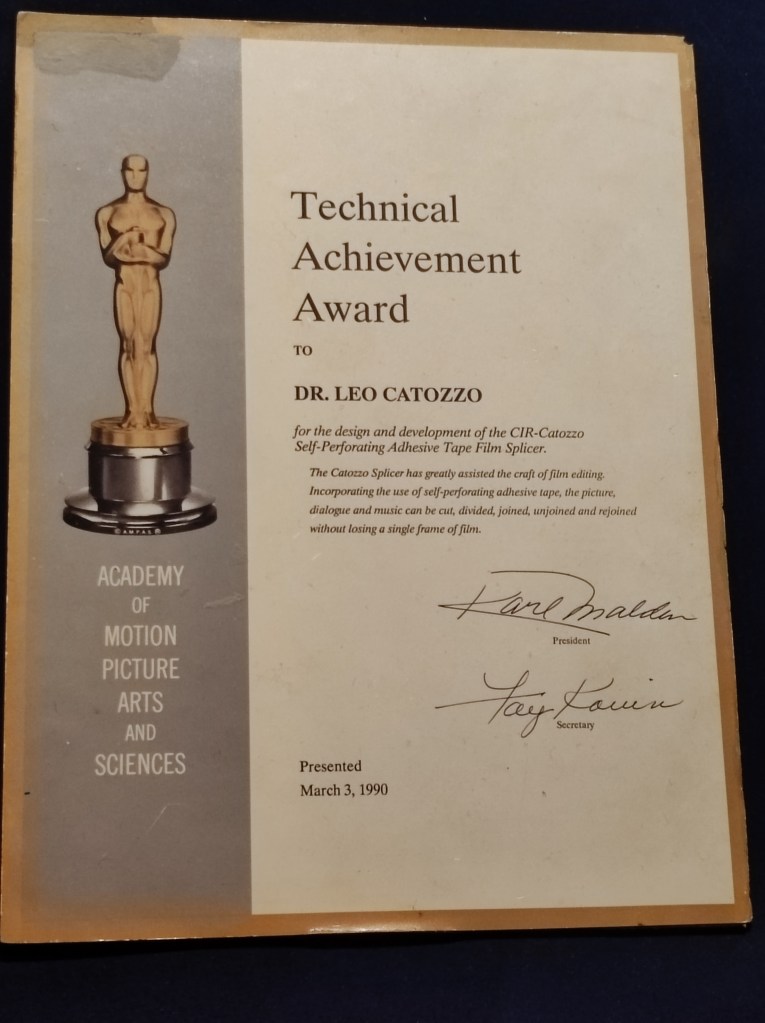 Technical
Achievement
Award
TO
DR. LEO CATOZZO
for the design and development of the CIR-Catozzo
Self-Perforating Adhesive Tape Film Splicer.
The Catozzo Splicer has greatly assisted the craft of film editing.
Incorporating the use of self-perforating adhesive tape, the picture,
dialogue and music can be cut, divided, joined, unjoined and rejoined
without losing a single frame of film.
Karl Malden
President
Fay Kanin
Secretary
Presented
March 3, 1990
©AMPAS®
ACADEMY
OF
MOTION
PICTURE
ARTS
AND
SCIENCES